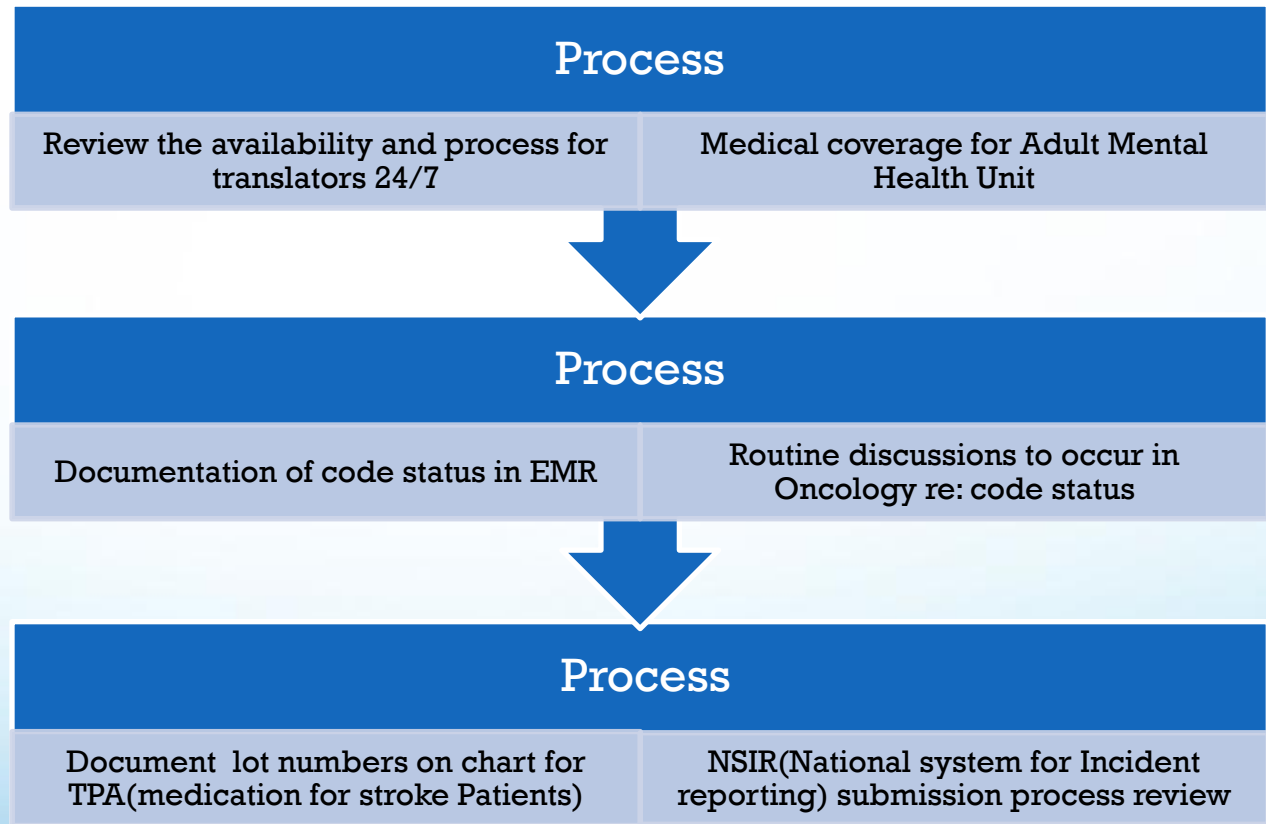 Process
Review the availability and process for
translators 24/7
Medical coverage for Adult Mental
Health Unit
Process
Documentation of code status in EMR
Routine discussions to occur in
Oncology re: code status
Process
Document lot numbers on chart for
TPA(medication for stroke Patients)
NSIR(National system for Incident
reporting) submission process review